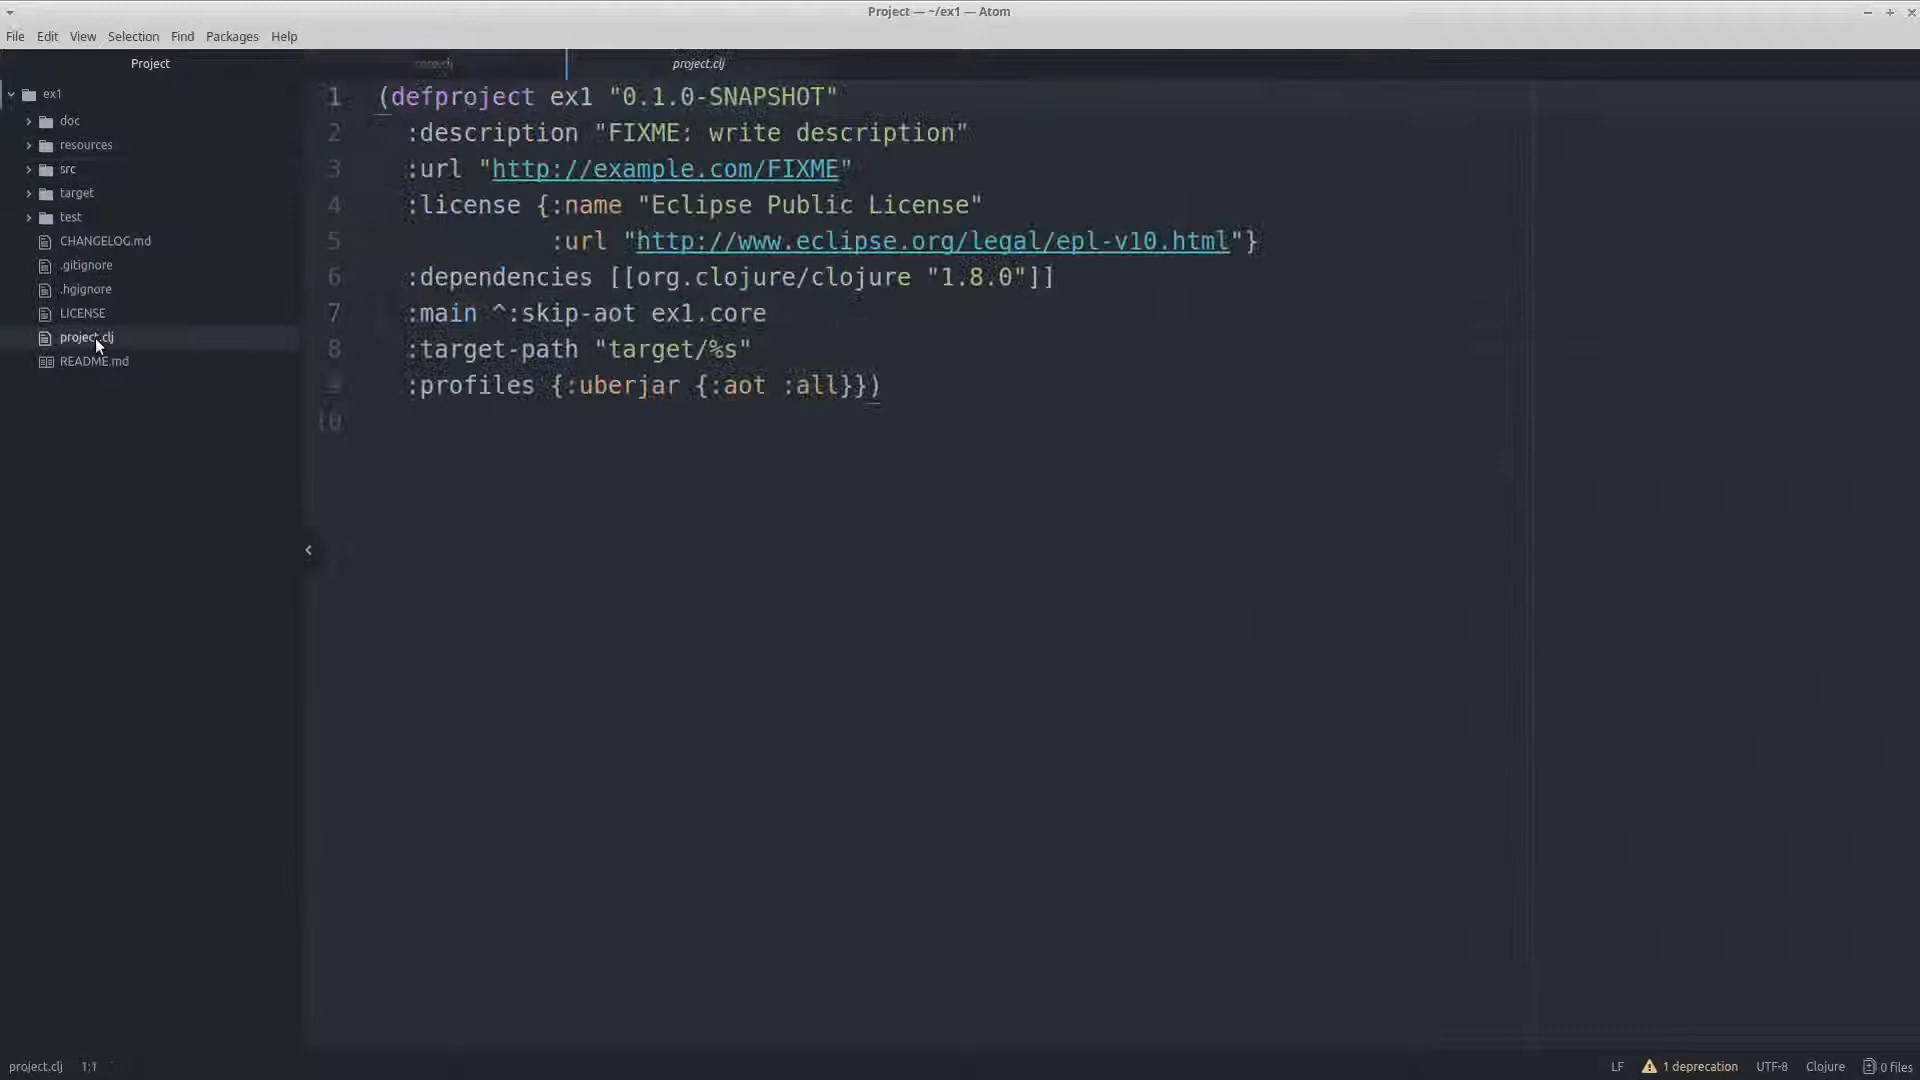 Project — ~/ex1 — Atom
File Edit View Selection Find Packages Help
Project
core.clj
project.clj
ex1
doc
resources
src
target
test
CHANGELOG.md
.gitignore
.hgignore
LICENSE
project.clj
README.md
1 (defproject ex1 "0.1.0-SNAPSHOT"
2 :description "FIXME: write description"
3 :url "http://example.com/FIXME"
4 :license {:name "Eclipse Public License"
5 :url "http://www.eclipse.org/legal/epl-v10.html"}
6 :dependencies [[org.clojure/clojure "1.8.0"]]
7 :main ^:skip-aot ex1.core
8 :target-path "target/%s"
9 :profiles {:uberjar {:aot :all}})
10
project.clj 1:1
LF 1 deprecation UTF-8 Clojure 0 files